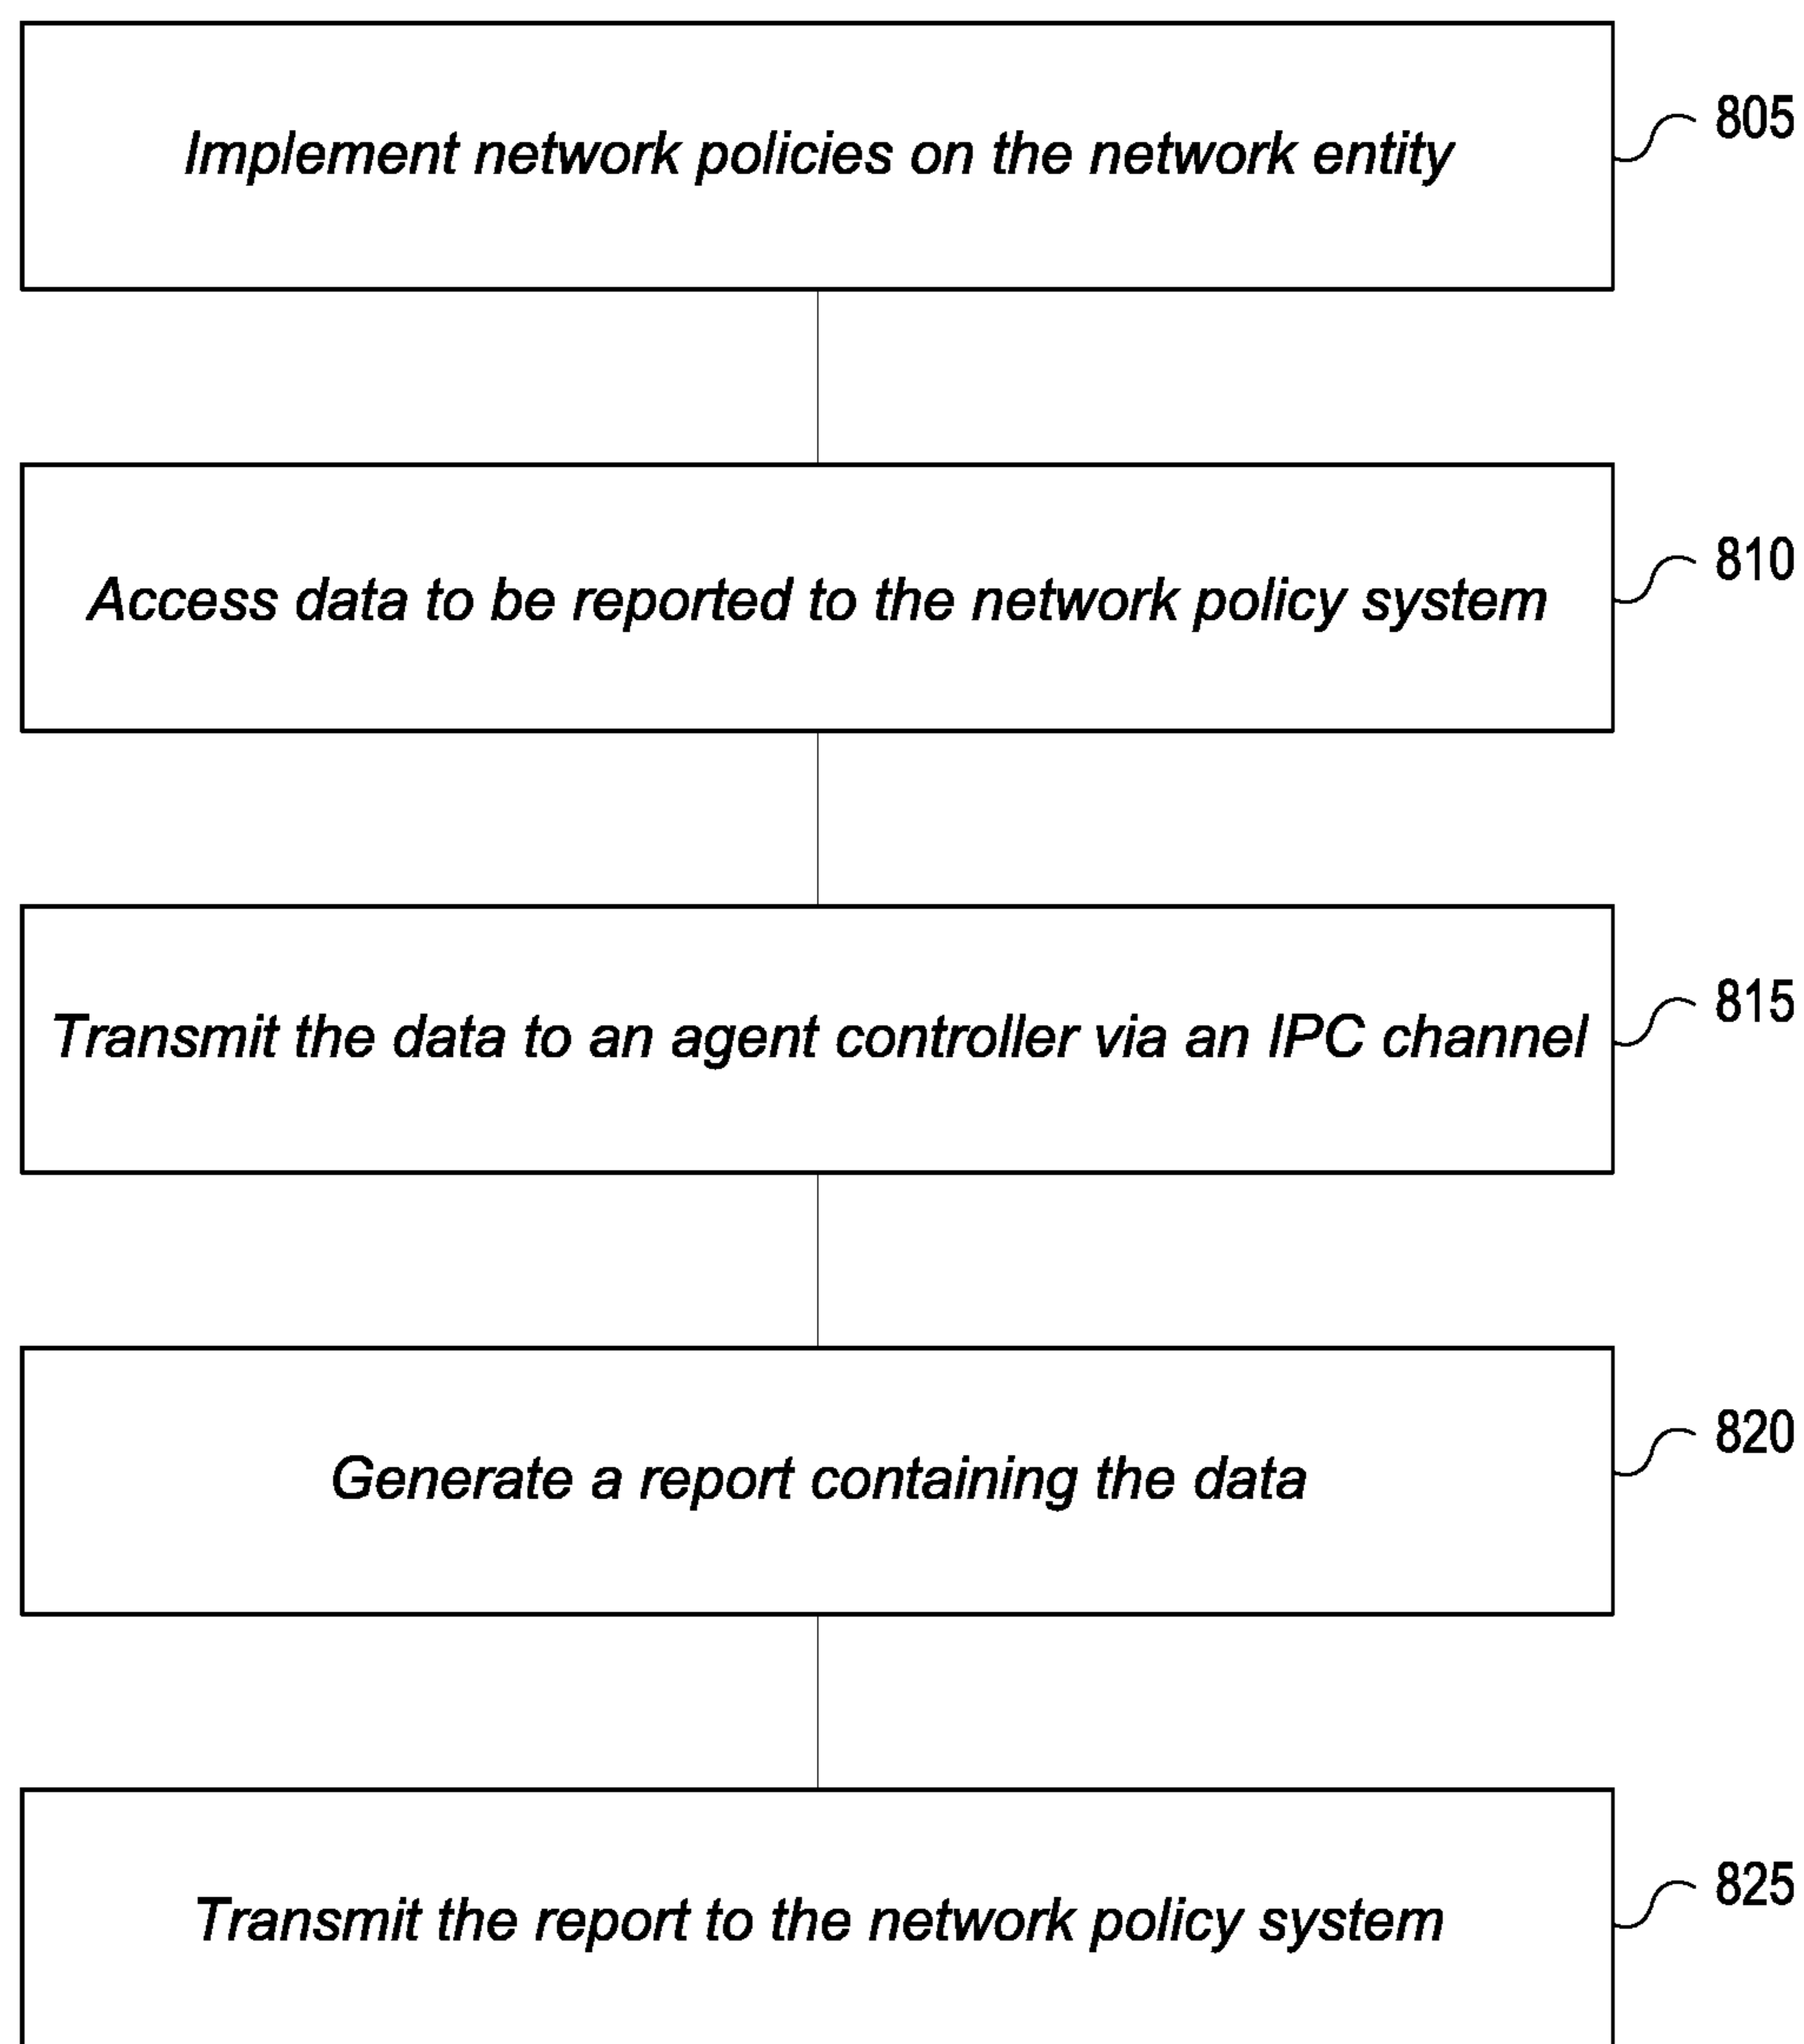 Implement network policies on the network entity
805
Access data to be reported to the network policy system
810
Transmit the data to an agent controller via an IPC channel
815
Generate a report containing the data
820
Transmit the report to the network policy system
825